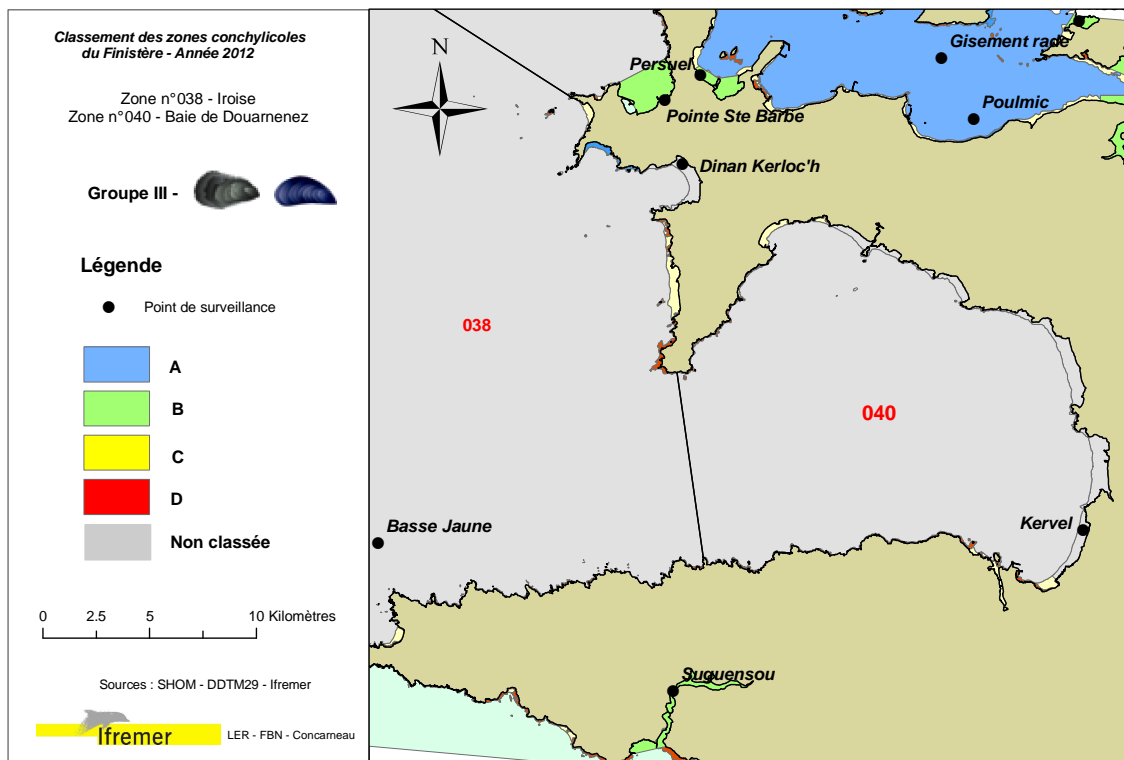 Classement des zones conchylicoles
du Finistère - Année 2012
Zone n°038 - Iroise
Zone n°040 - Baie de Douarnenez
Groupe III -
Légende
Point de surveillance
A
B
C
D
Non classée
0 2.5 5 10 Kilomètres
Sources : SHOM - DDTM29 - Ifremer
Ifremer
LER - FBN - Concarneau
N
Gisement rade
Persuel
Pointe Ste Barbe
Poulmic
Dinan Kerloc'h
038
040
Basse Jaune
Kervel
Suguensou